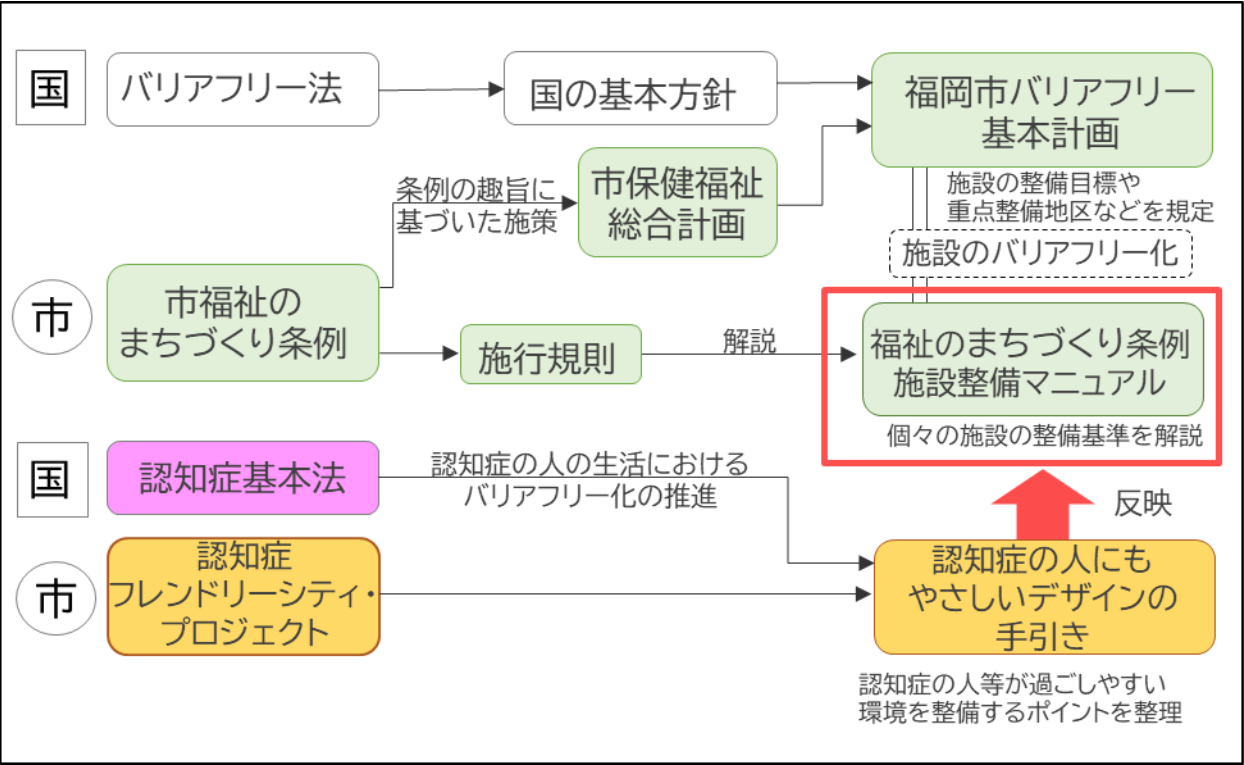 国
バリアフリー法
国の基本方針
福岡市バリアフリー
基本計画
条例の趣旨に
基づいた施策
市保健福祉
総合計画
施設の整備目標や
重点整備地区などを規定
施設のバリアフリー化
市
市福祉の
まちづくり条例
施行規則
解説
福祉のまちづくり条例
施設整備マニュアル
個々の施設の整備基準を解説
国
認知症基本法
認知症の人の生活における
バリアフリー化の推進
反映
市
認知症
フレンドリーシティ・
プロジェクト
認知症の人にも
やさしいデザインの
手引き
認知症の人等が過ごしやすい
環境を整備するポイントを整理